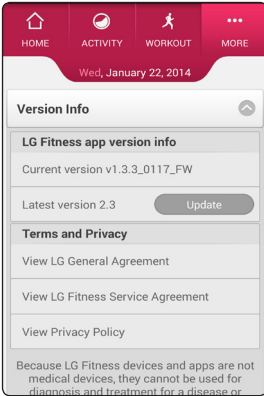 HOME ACTIVITY WORKOUT MORE
Wed, January 22, 2014
Version Info
LG Fitness app version info
Current version v1.3.3_0117_FW
Latest version 2.3 Update
Terms and Privacy
View LG General Agreement
View LG Fitness Service Agreement
View Privacy Policy
Because LG Fitness devices and apps are not
medical devices, they cannot be used for
diagnosis and treatment for a disease or